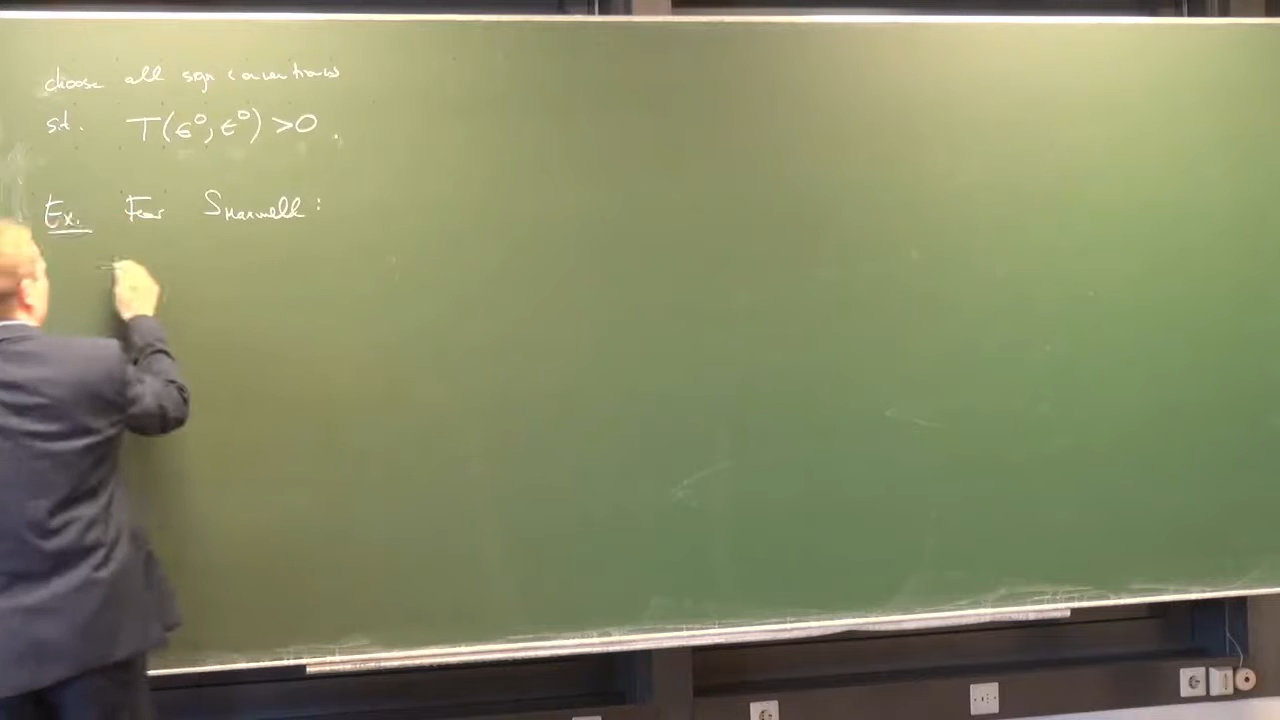 choose all sign conventions
s.t. T(ϵ⁰, ϵ⁰) > 0 .
Ex. For S_Maxwell :